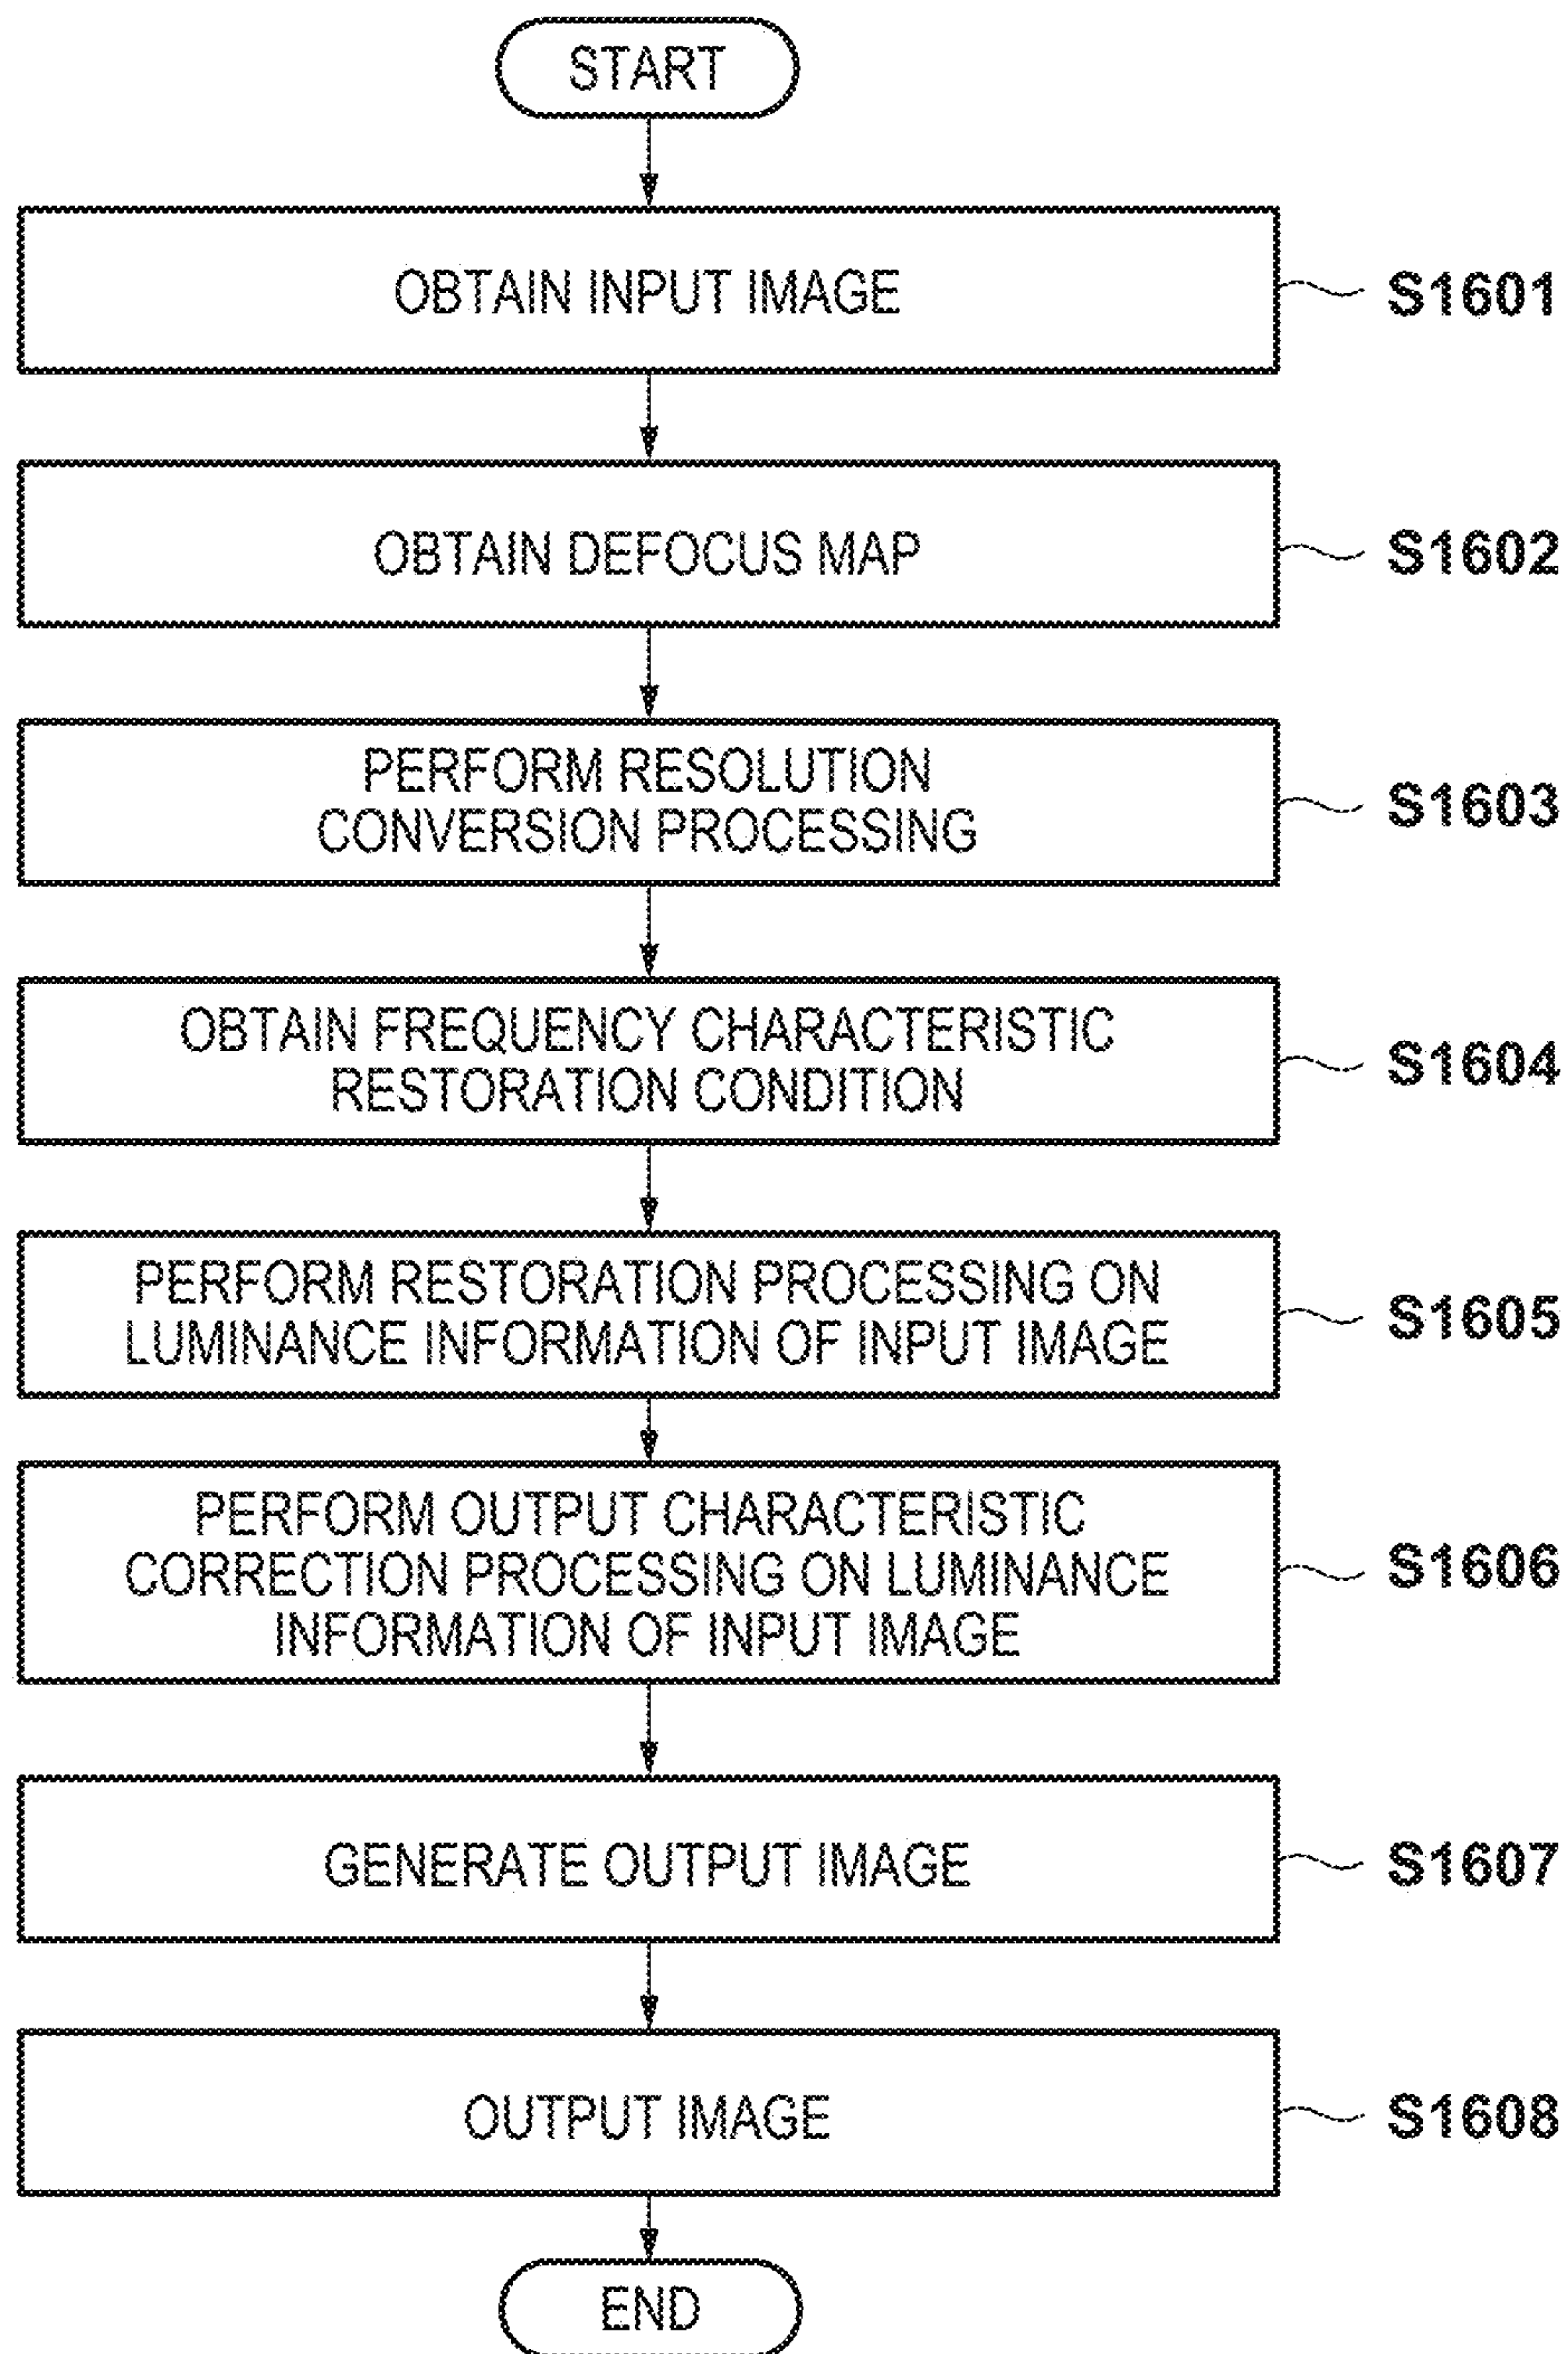 START
OBTAIN INPUT IMAGE
S1601
OBTAIN DEFOCUS MAP
S1602
PERFORM RESOLUTION
CONVERSION PROCESSING
S1603
OBTAIN FREQUENCY CHARACTERISTIC
RESTORATION CONDITION
S1604
PERFORM RESTORATION PROCESSING ON
LUMINANCE INFORMATION OF INPUT IMAGE
S1605
PERFORM OUTPUT CHARACTERISTIC
CORRECTION PROCESSING ON LUMINANCE
INFORMATION OF INPUT IMAGE
S1606
GENERATE OUTPUT IMAGE
S1607
OUTPUT IMAGE
S1608
END